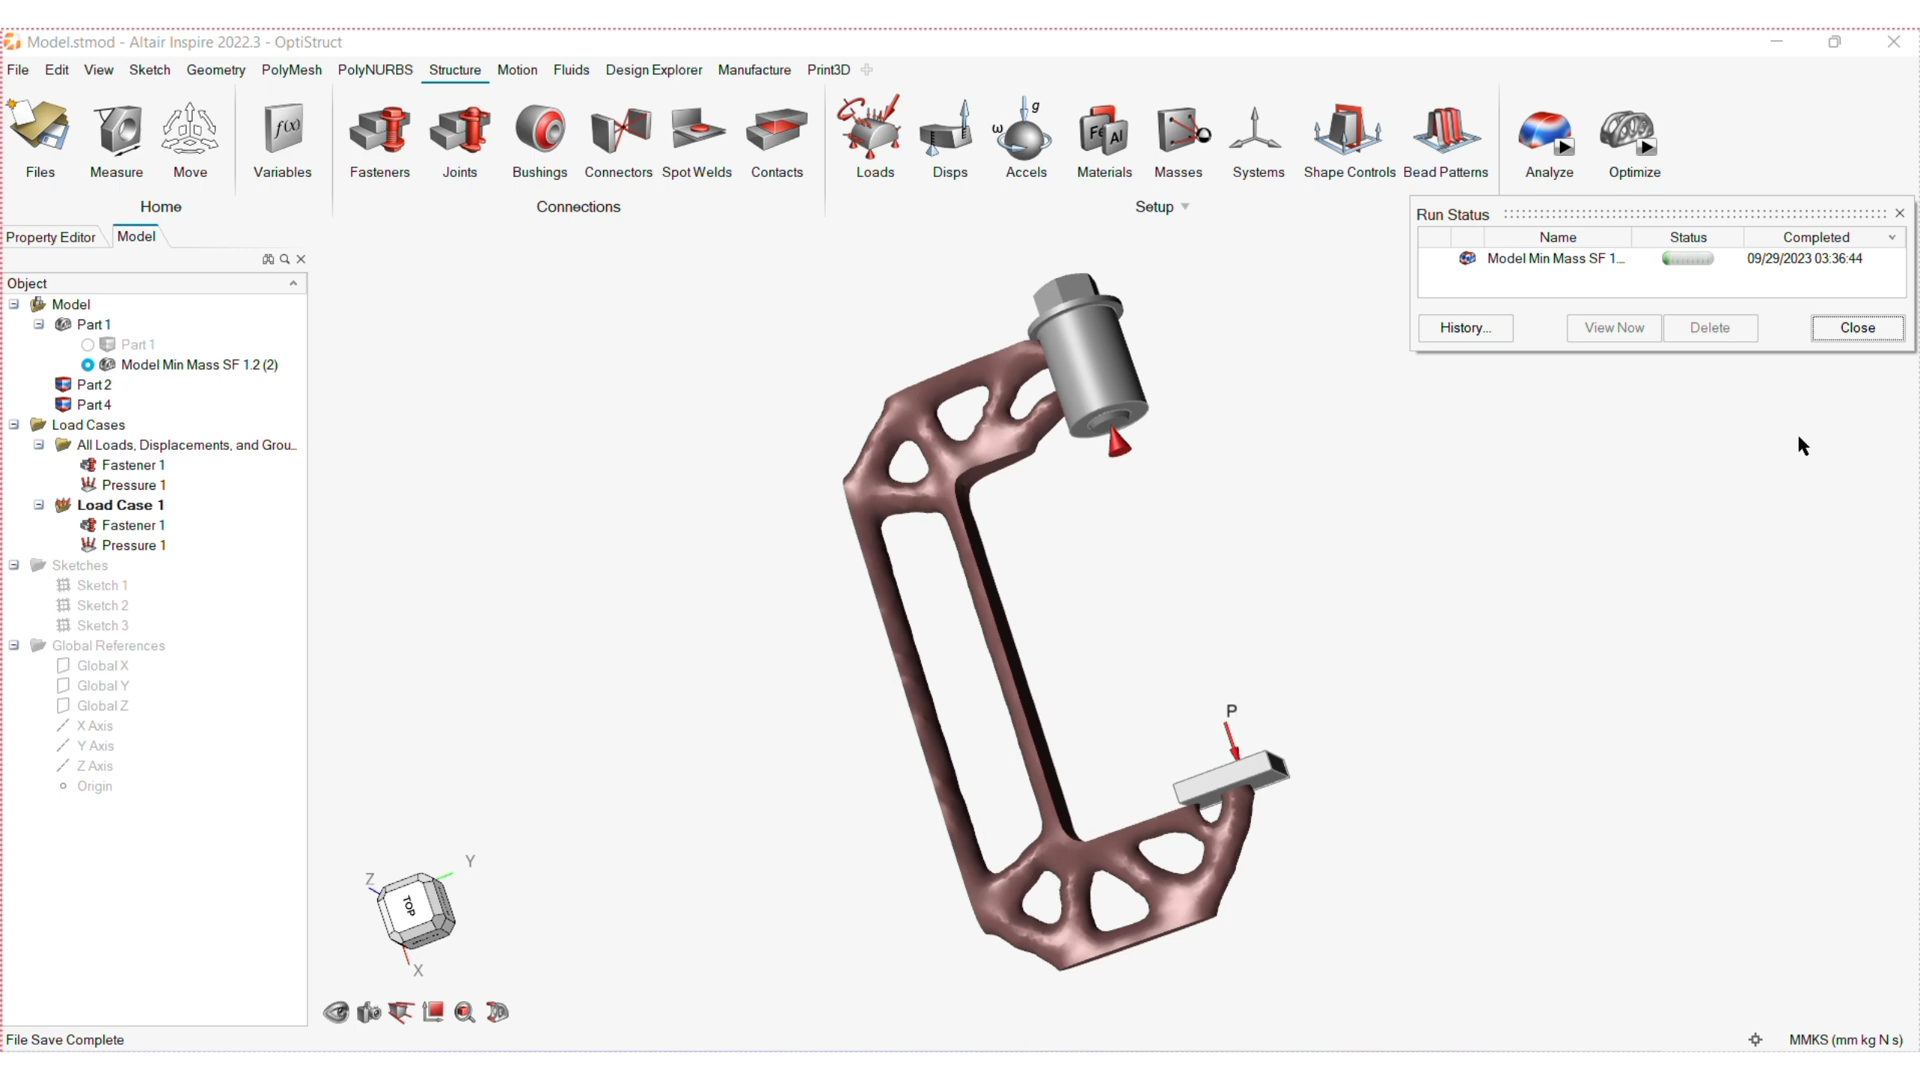 Model.stmod - Altair Inspire 2022.3 - OptiStruct
File Edit View Sketch Geometry PolyMesh PolyNURBS Structure Motion Fluids Design Explorer Manufacture Print3D
f(x) Fe Al ω g
Files Measure Move Variables Fasteners Joints Bushings Connectors Spot Welds Contacts Loads Disps Accels Materials Masses Systems Shape Controls Bead Patterns Analyze Optimize
Home Connections Setup
Run Status
Name Status Completed
Model Min Mass SF 1... 09/29/2023 03:36:44
History... View Now Delete Close
Property Editor Model
Object
Model
Part 1
Part 1
Model Min Mass SF 1.2 (2)
Part 2
Part 4
Load Cases
All Loads, Displacements, and Grou...
Fastener 1
Pressure 1
Load Case 1
Fastener 1
Pressure 1
Sketches
Sketch 1
Sketch 2
Sketch 3
Global References
Global X
Global Y
Global Z
X Axis
Y Axis
Z Axis
Origin
P
Y
Z
TOP
X
File Save Complete MMKS (mm kg N s)